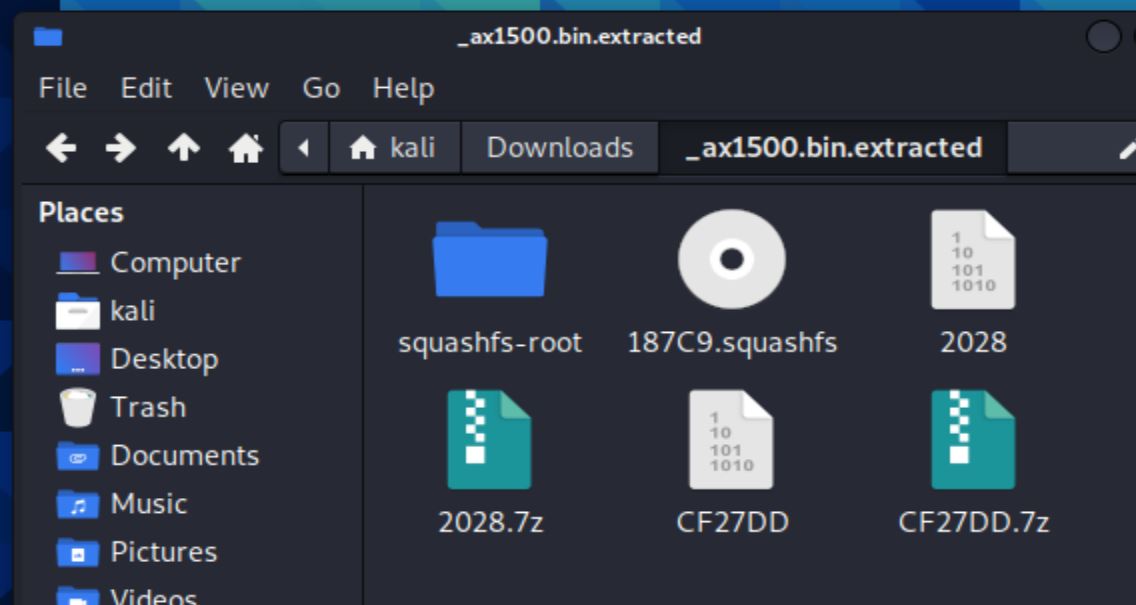 _ax1500.bin.extracted
File Edit View Go Help
kali Downloads _ax1500.bin.extracted
Places
Computer
kali
Desktop
Trash
Documents
Music
Pictures
Videos
squashfs-root 187C9.squashfs 2028
1
10
101
1010
2028.7z CF27DD CF27DD.7z
1
10
101
1010